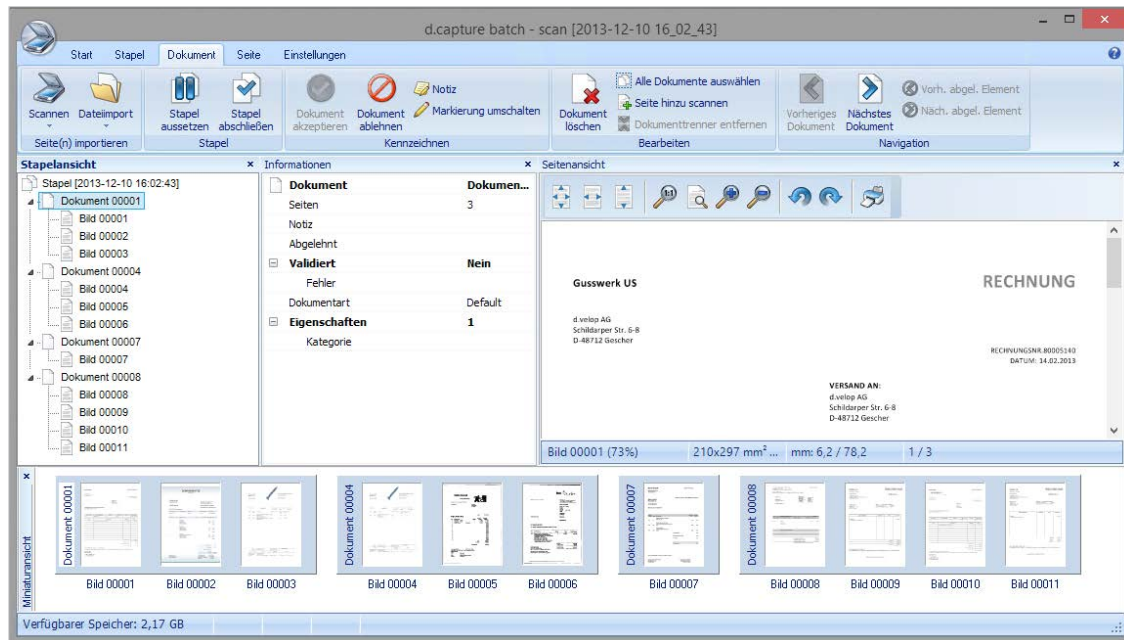 d.capture batch - scan [2013-12-10 16_02_43]
Start Stapel Dokument Seite Einstellungen
Scannen Dateiimport
Seite(n) importieren
Stapel aussetzen
Stapel abschließen
Stapel
Dokument akzeptieren
Dokument ablehnen
Notiz
Markierung umschalten
Kennzeichnen
Dokument löschen
Alle Dokumente auswählen
Seite hinzu scannen
Dokumenttrenner entfernen
Bearbeiten
Vorheriges Dokument
Nächstes Dokument
Vorh. abgel. Element
Näch. abgel. Element
Navigation
Stapelansicht
Stapel [2013-12-10 16:02:43]
Dokument 00001
Bild 00001
Bild 00002
Bild 00003
Dokument 00004
Bild 00004
Bild 00005
Bild 00006
Dokument 00007
Bild 00007
Dokument 00008
Bild 00008
Bild 00009
Bild 00010
Bild 00011
Informationen
Dokument Dokumen...
Seiten 3
Notiz
Abgelehnt
Validiert Nein
Fehler
Dokumentart Default
Eigenschaften 1
Kategorie
Seitenansicht
1:1
Gusswerk US
RECHNUNG
d.velop AG
Schildarper Str. 6-8
D-48712 Gescher
RECHNUNGSNR.80005140
DATUM: 14.02.2013
VERSAND AN:
d.velop AG
Schildarper Str. 6-8
D-48712 Gescher
Bild 00001 (73%) 210x297 mm² ... mm: 6,2 / 78,2 1 / 3
Miniaturansicht
Dokument 00001
Bild 00001 Bild 00002 Bild 00003
Dokument 00004
Bild 00004 Bild 00005 Bild 00006
Dokument 00007
Bild 00007
Dokument 00008
Bild 00008 Bild 00009 Bild 00010 Bild 00011
Verfügbarer Speicher: 2,17 GB